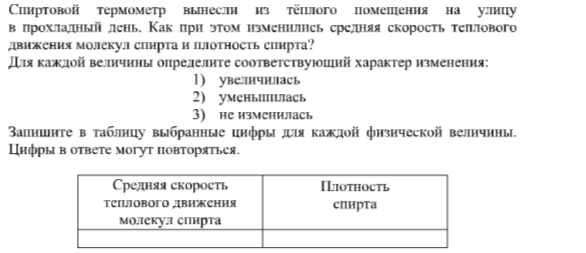 Спиртовой термометр вынесли из тёплого помещения на улицу
в прохладный день. Как при этом изменились средняя скорость теплового
движения молекул спирта и плотность спирта?
Для каждой величины определите соответствующий характер изменения:
1) увеличилась
2) уменьшилась
3) не изменилась
Запишите в таблицу выбранные цифры для каждой физической величины.
Цифры в ответе могут повторяться.
Средняя скорость
теплового движения
молекул спирта
Плотность
спирта